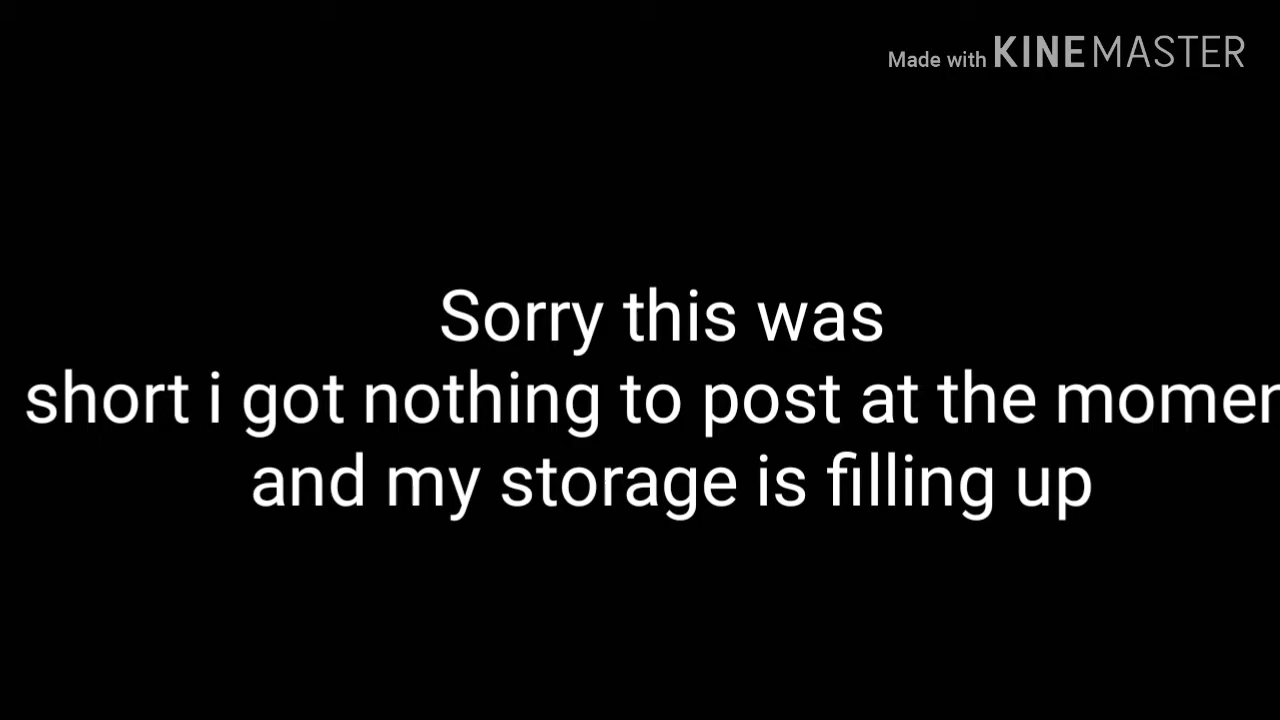 Made with KINEMASTER
Sorry this was
short i got nothing to post at the
and my storage is filling up